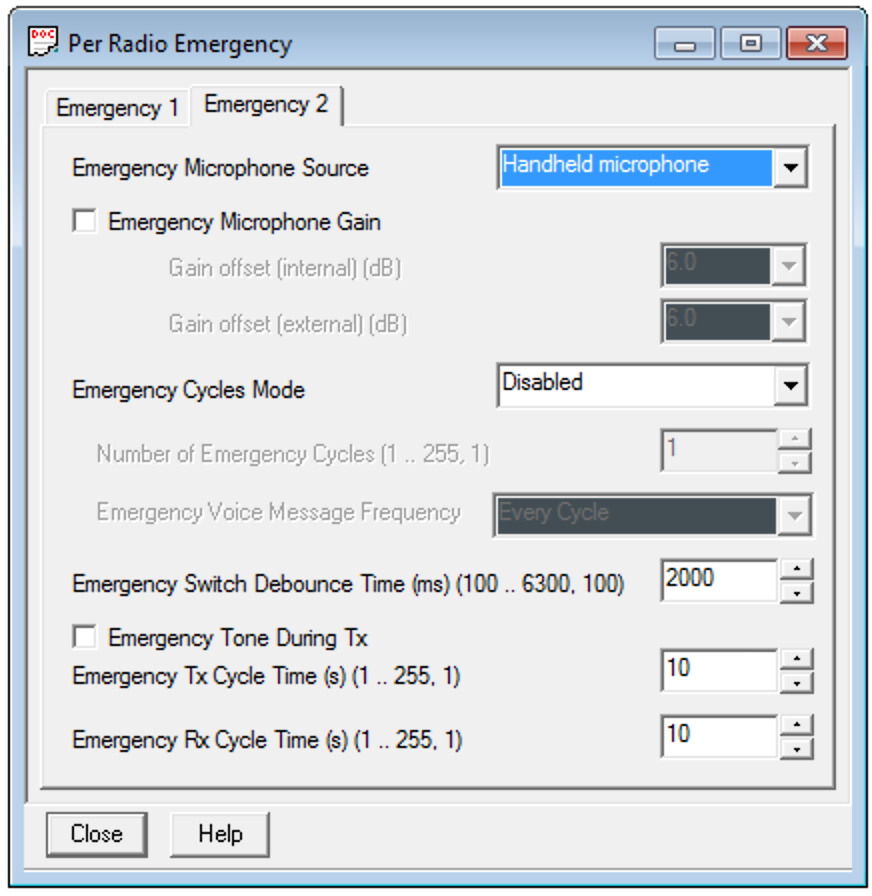 DOC
Per Radio Emergency
Emergency 1
Emergency 2
Emergency Microphone Source
Handheld microphone
Emergency Microphone Gain
Gain offset (internal) (dB)
6.0
Gain offset (external) (dB)
6.0
Emergency Cycles Mode
Disabled
Number of Emergency Cycles (1 .. 255, 1)
1
Emergency Voice Message Frequency
Every Cycle
Emergency Switch Debounce Time (ms) (100 .. 6300, 100)
2000
Emergency Tone During Tx
Emergency Tx Cycle Time (s) (1 .. 255, 1)
10
Emergency Rx Cycle Time (s) (1 .. 255, 1)
10
Close
Help